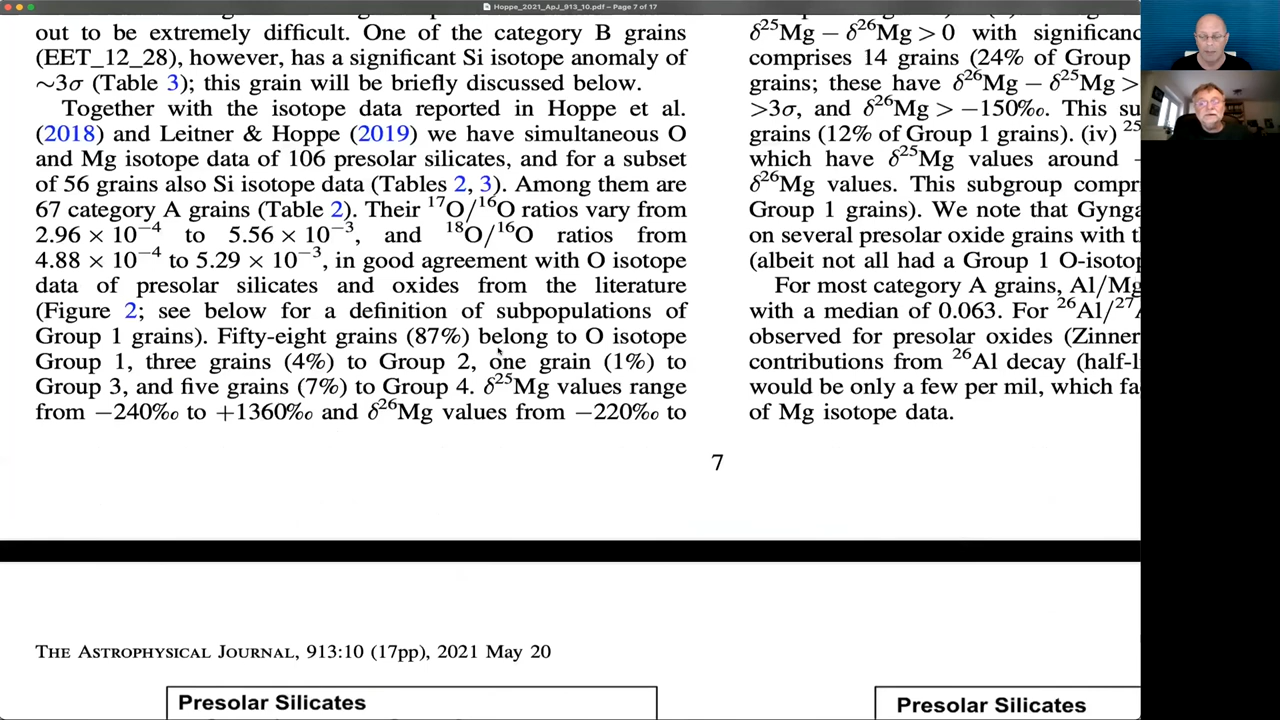 Hoppe_2021_ApJ_913_10.pdf – Page 7 of 17
out to be extremely difficult. One of the category B grains
(EET_12_28), however, has a significant Si isotope anomaly of
∼3σ (Table 3); this grain will be briefly discussed below.
Together with the isotope data reported in Hoppe et al.
(2018) and Leitner & Hoppe (2019) we have simultaneous O
and Mg isotope data of 106 presolar silicates, and for a subset
of 56 grains also Si isotope data (Tables 2, 3). Among them are
67 category A grains (Table 2). Their ¹⁷O/¹⁶O ratios vary from
2.96 × 10⁻⁴ to 5.56 × 10⁻³, and ¹⁸O/¹⁶O ratios from
4.88 × 10⁻⁴ to 5.29 × 10⁻³, in good agreement with O isotope
data of presolar silicates and oxides from the literature
(Figure 2; see below for a definition of subpopulations of
Group 1 grains). Fifty-eight grains (87%) belong to O isotope
Group 1, three grains (4%) to Group 2, one grain (1%) to
Group 3, and five grains (7%) to Group 4. δ²⁵Mg values range
from −240‰ to +1360‰ and δ²⁶Mg values from −220‰ to
δ²⁵Mg − δ²⁶Mg > 0 with significanc
comprises 14 grains (24% of Group
grains; these have δ²⁶Mg − δ²⁵Mg >
>3σ, and δ²⁶Mg > −150‰. This su
grains (12% of Group 1 grains). (iv) ²⁵
which have δ²⁵Mg values around −
δ²⁶Mg values. This subgroup compr
Group 1 grains). We note that Gynga
on several presolar oxide grains with t
(albeit not all had a Group 1 O-isotop
For most category A grains, Al/Mg
with a median of 0.063. For ²⁶Al/²⁷
observed for presolar oxides (Zinner
contributions from ²⁶Al decay (half-l
would be only a few per mil, which fa
of Mg isotope data.
7
THE ASTROPHYSICAL JOURNAL, 913:10 (17pp), 2021 May 20
Presolar Silicates
Presolar Silicates